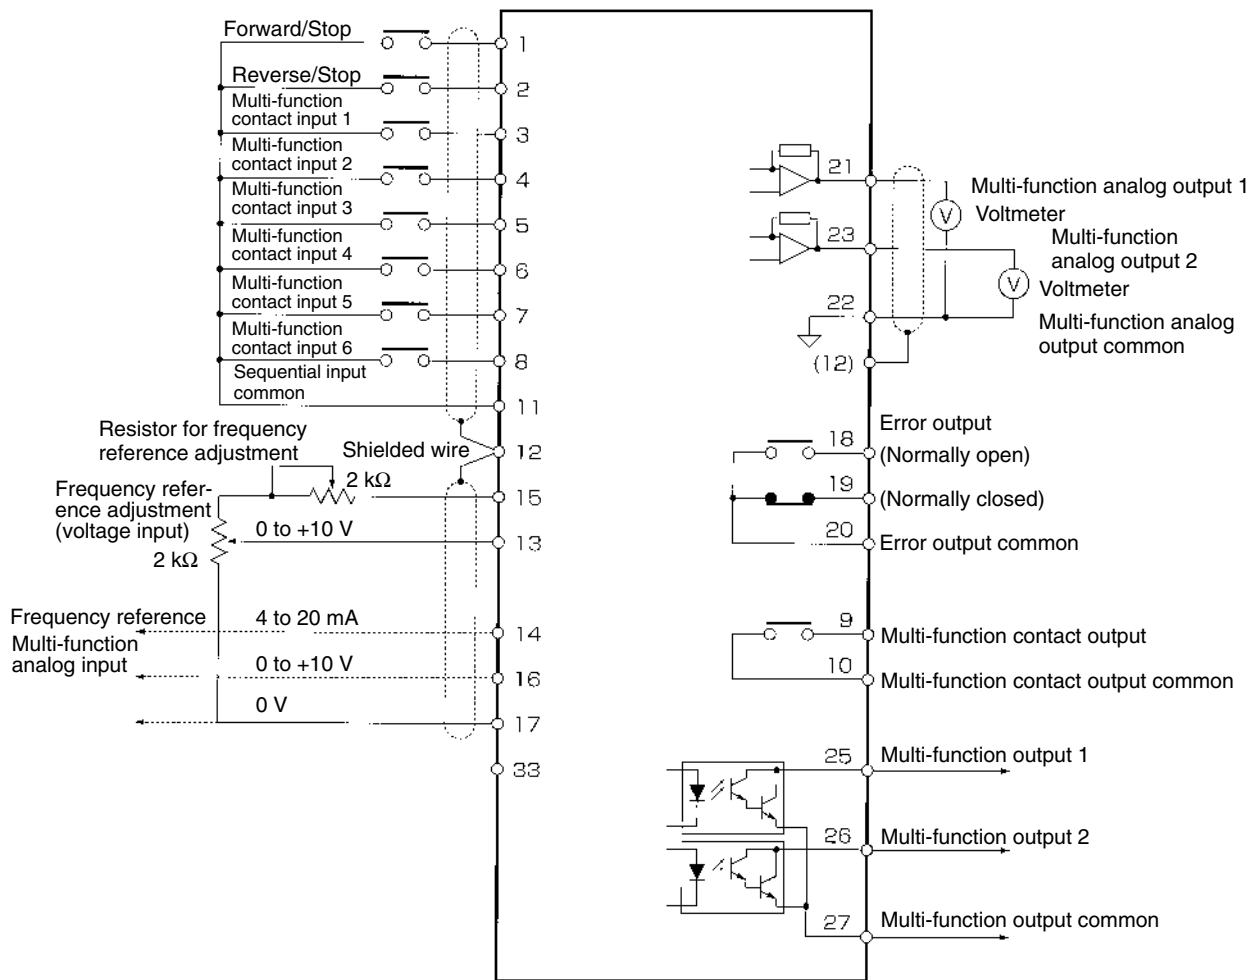 Forward/Stop
1
Reverse/Stop
2
Multi-function
contact input 1
3
Multi-function
contact input 2
4
Multi-function
contact input 3
5
Multi-function
contact input 4
6
Multi-function
contact input 5
7
Multi-function
contact input 6
8
Sequential input
common
11
Resistor for frequency
reference adjustment
Shielded wire
12
2 kΩ
15
Frequency refer-
ence adjustment
(voltage input)
0 to +10 V
13
2 kΩ
Frequency reference
4 to 20 mA
14
Multi-function
analog input
0 to +10 V
16
0 V
17
33
21
Multi-function analog output 1
V
Voltmeter
23
Multi-function
analog output 2
V
Voltmeter
22
Multi-function analog
output common
(12)
Error output
18
(Normally open)
19
(Normally closed)
20
Error output common
9
Multi-function contact output
10
Multi-function contact output common
25
Multi-function output 1
26
Multi-function output 2
27
Multi-function output common